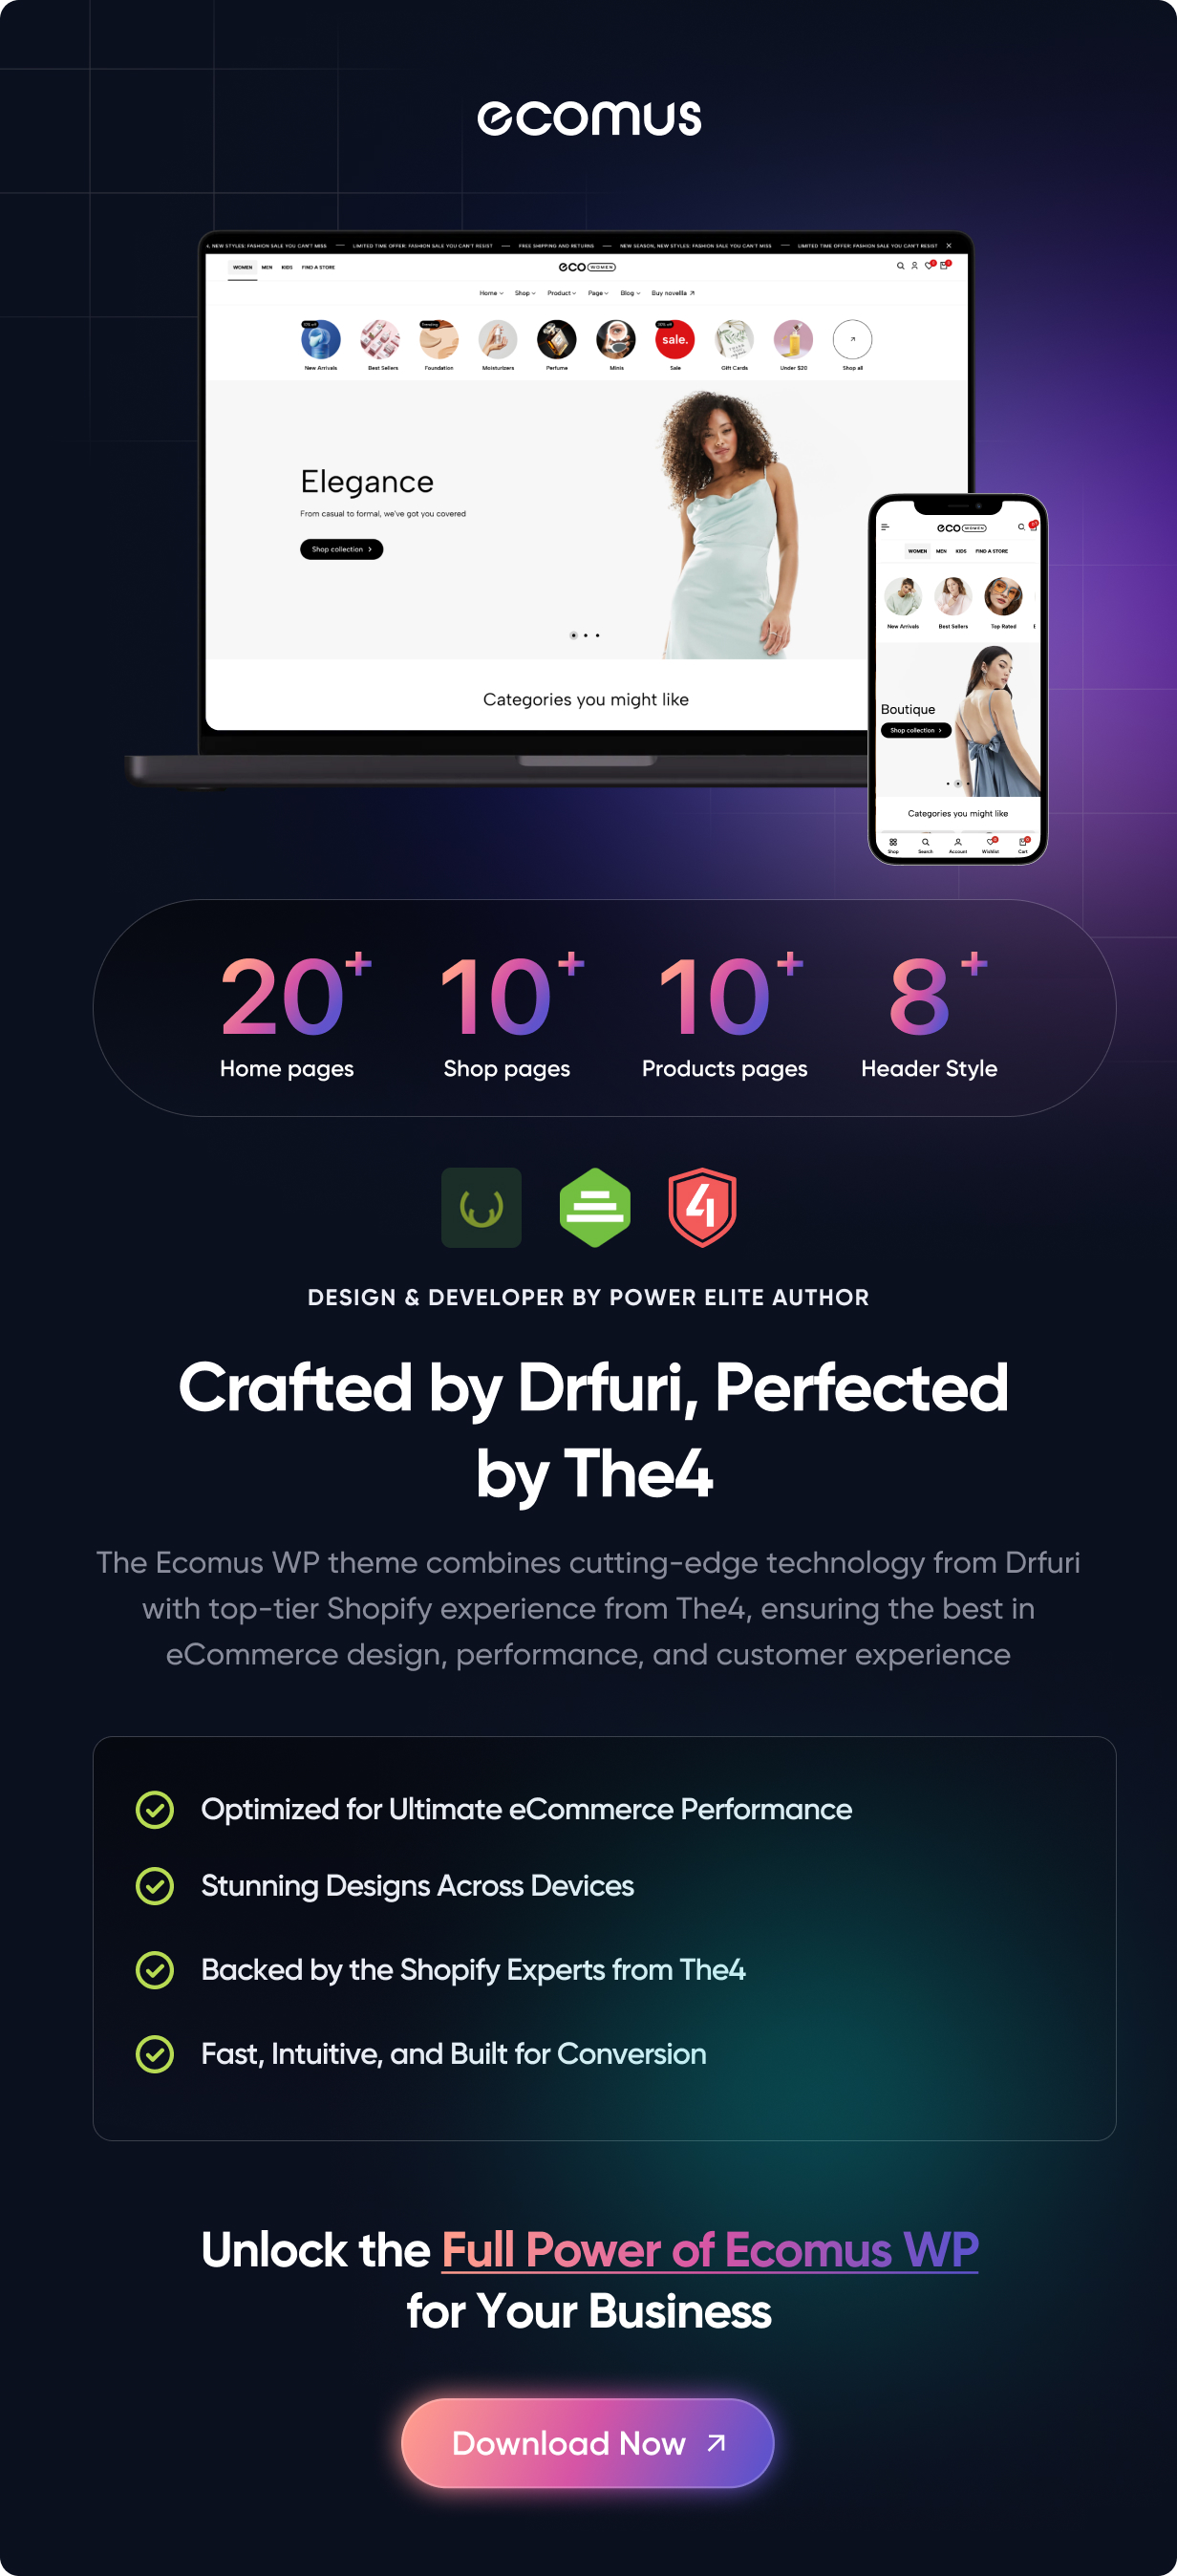 ecomus
NEW STYLES: FASHION SALE YOU CAN'T MISS — LIMITED TIME OFFER: FASHION SALE YOU CAN'T RESIST — FREE SHIPPING AND RETURNS — NEW SEASON, NEW STYLES: FASHION SALE YOU CAN'T MISS — LIMITED TIME OFFER: FASHION SALE YOU CAN'T RESIST
WOMEN MEN KIDS FIND A STORE
eco WOMEN
Home Shop Product Page Blog Buy novellla
sale.
New Arrivals Best Sellers Foundation Moisturizers Perfume Minis Sale Gift Cards Under $20 Shop all
Elegance
From casual to formal, we've got you covered
Shop collection
Categories you might like
eco WOMEN
WOMEN MEN KIDS FIND A STORE
New Arrivals Best Sellers Top Rated
Boutique
Shop collection
Categories you might like
Shop Search Account Wishlist Cart
20+ 10+ 10+ 8+
Home pages Shop pages Products pages Header Style
4
DESIGN & DEVELOPER BY POWER ELITE AUTHOR
Crafted by Drfuri, Perfected
by The4
The Ecomus WP theme combines cutting-edge technology from Drfuri
with top-tier Shopify experience from The4, ensuring the best in
eCommerce design, performance, and customer experience
Optimized for Ultimate eCommerce Performance
Stunning Designs Across Devices
Backed by the Shopify Experts from The4
Fast, Intuitive, and Built for Conversion
Unlock the Full Power of Ecomus WP
for Your Business
Download Now